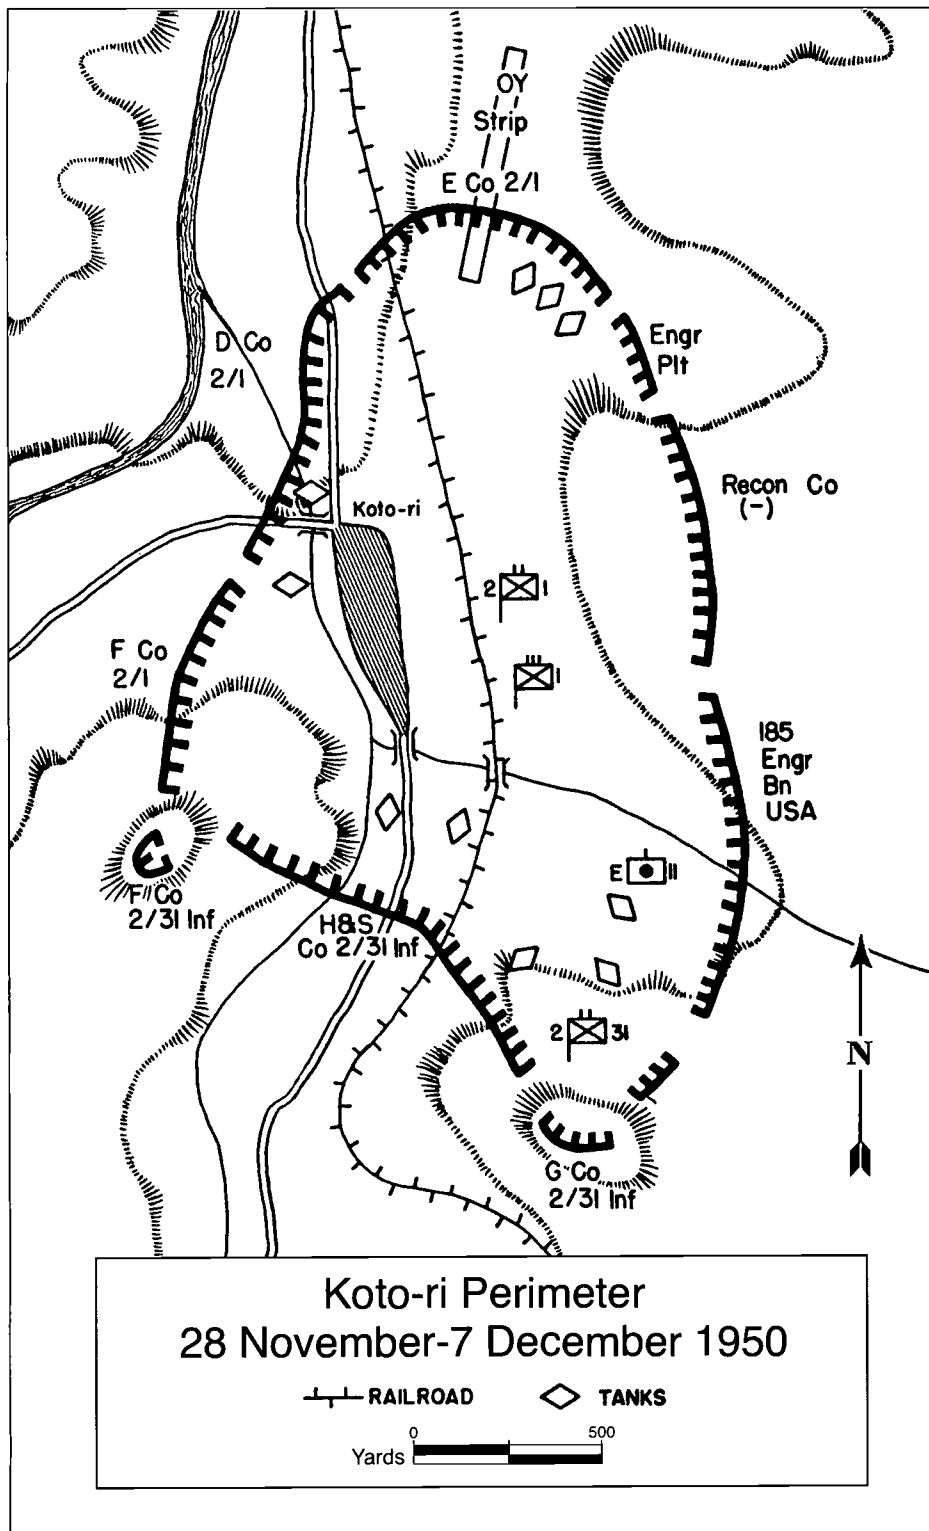 OY
Strip
E Co 2/1
D Co
2/1
Engr
Plt
Recon Co
(-)
Koto-ri
2 1
1
F Co
2/1
185
Engr
Bn
USA
E 11
F Co
2/31 Inf
H&S
Co 2/31 Inf
2 31
N
G Co
2/31 Inf
Koto-ri Perimeter
28 November-7 December 1950
RAILROAD
TANKS
0 500
Yards